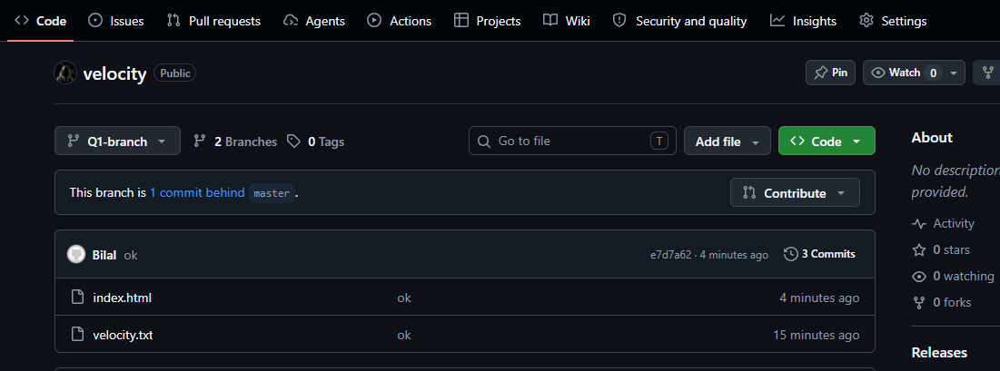 Code Issues Pull requests Agents Actions Projects Wiki Security and quality Insights Settings
velocity Public Pin Watch 0
Q1-branch 2 Branches 0 Tags Go to file T Add file Code
About
This branch is 1 commit behind master.
Contribute
No description
provided.
Activity
Bilal ok e7d7a62 · 4 minutes ago 3 Commits
0 stars
0 watching
index.html ok 4 minutes ago
0 forks
velocity.txt ok 15 minutes ago
Releases